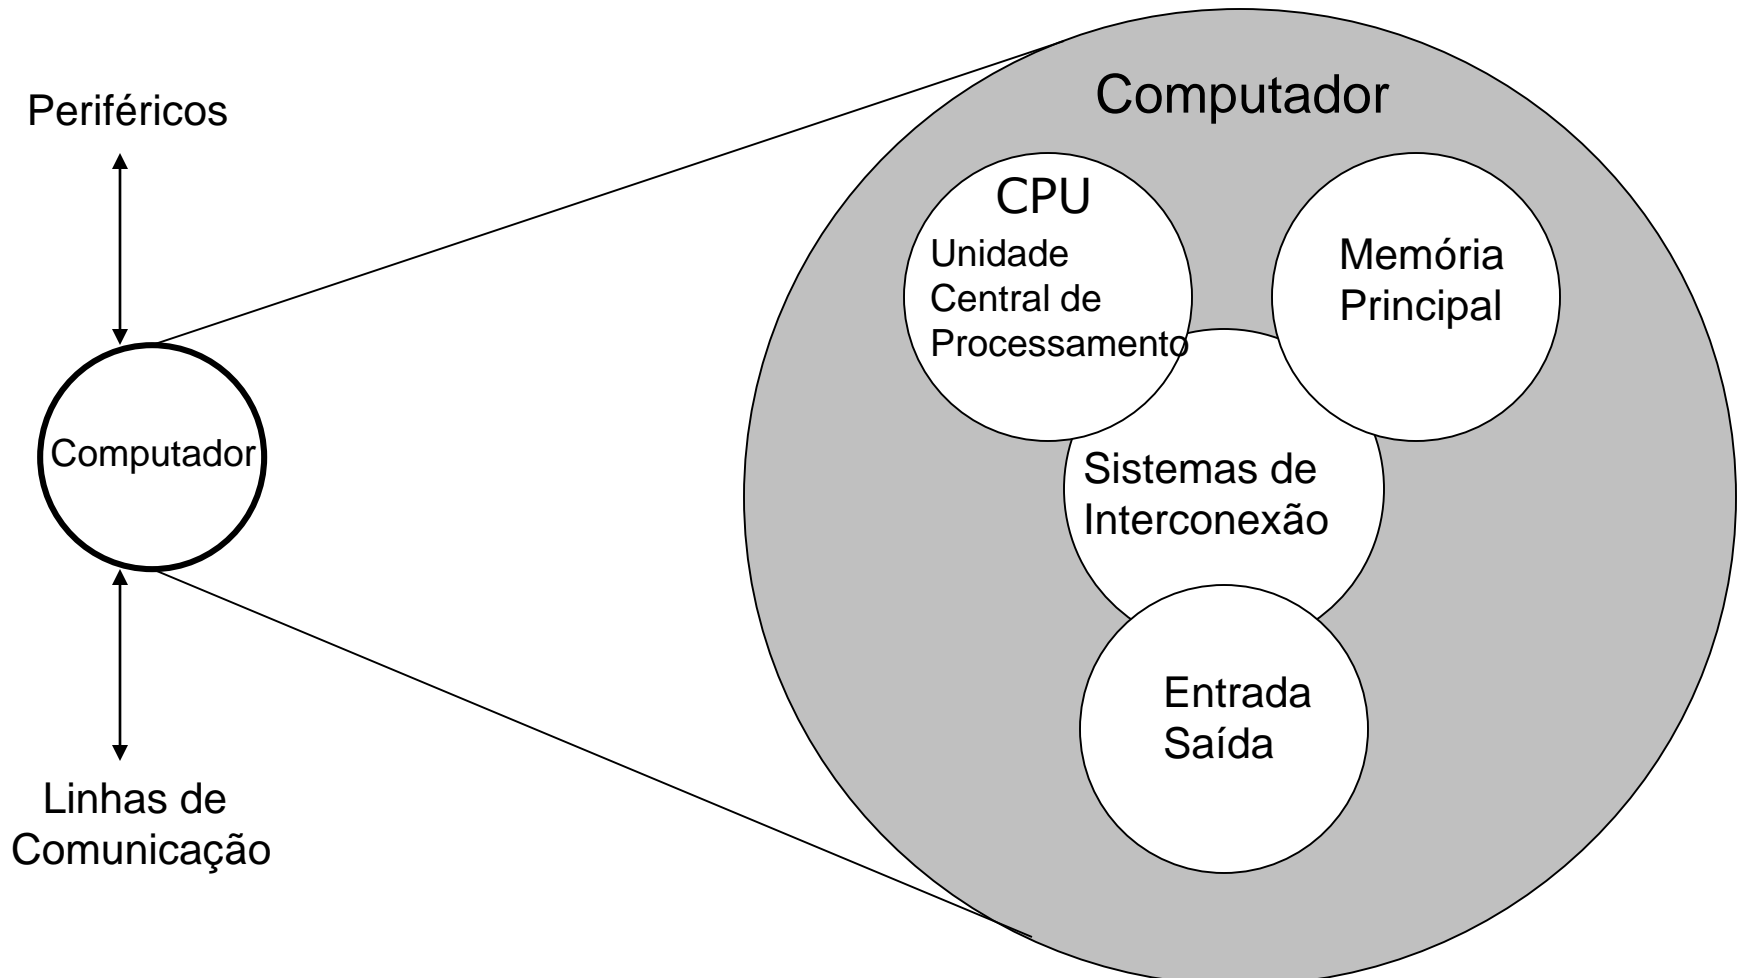 Periféricos
Computador
Linhas de
Comunicação
Computador
CPU
Unidade
Central de
Processamento
Memória
Principal
Sistemas de
Interconexão
Entrada
Saída